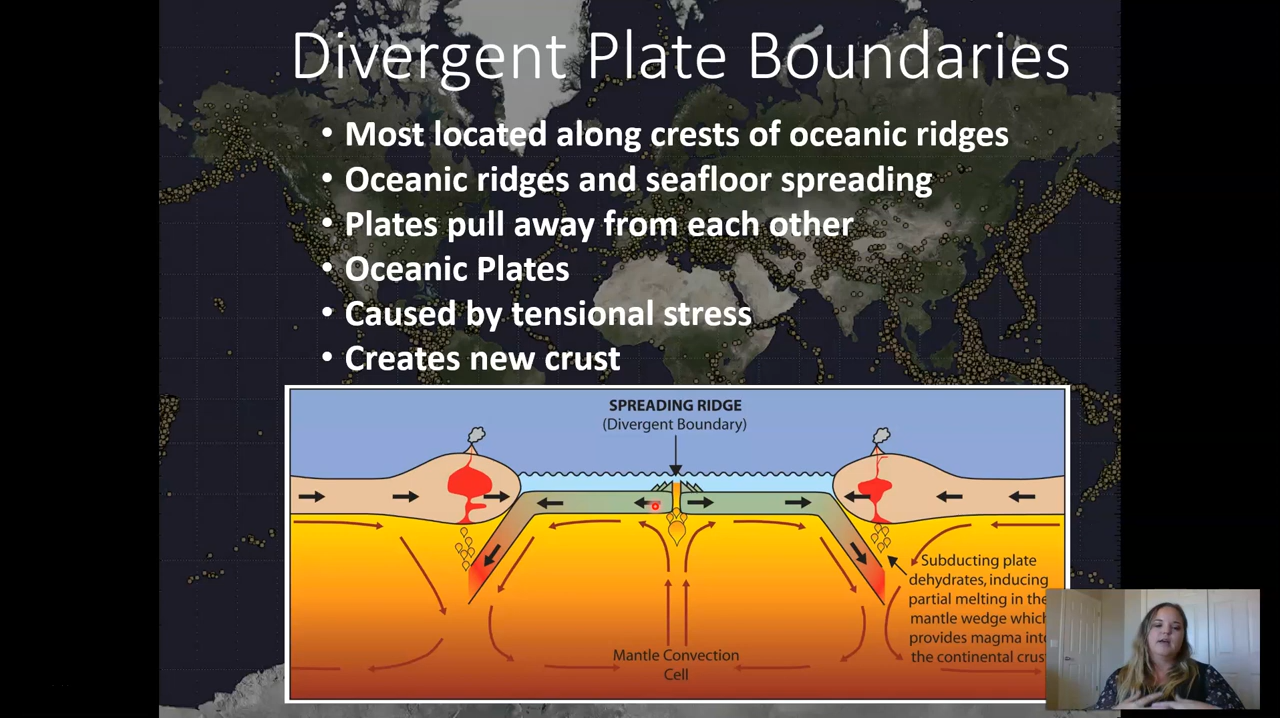 Divergent Plate Boundaries
• Most located along crests of oceanic ridges
• Oceanic ridges and seafloor spreading
• Plates pull away from each other
• Oceanic Plates
• Caused by tensional stress
• Creates new crust
SPREADING RIDGE
(Divergent Boundary)
Subducting plate
dehydrates, inducing
partial melting in the
mantle wedge which
provides magma into
the continental crust
Mantle Convection
Cell